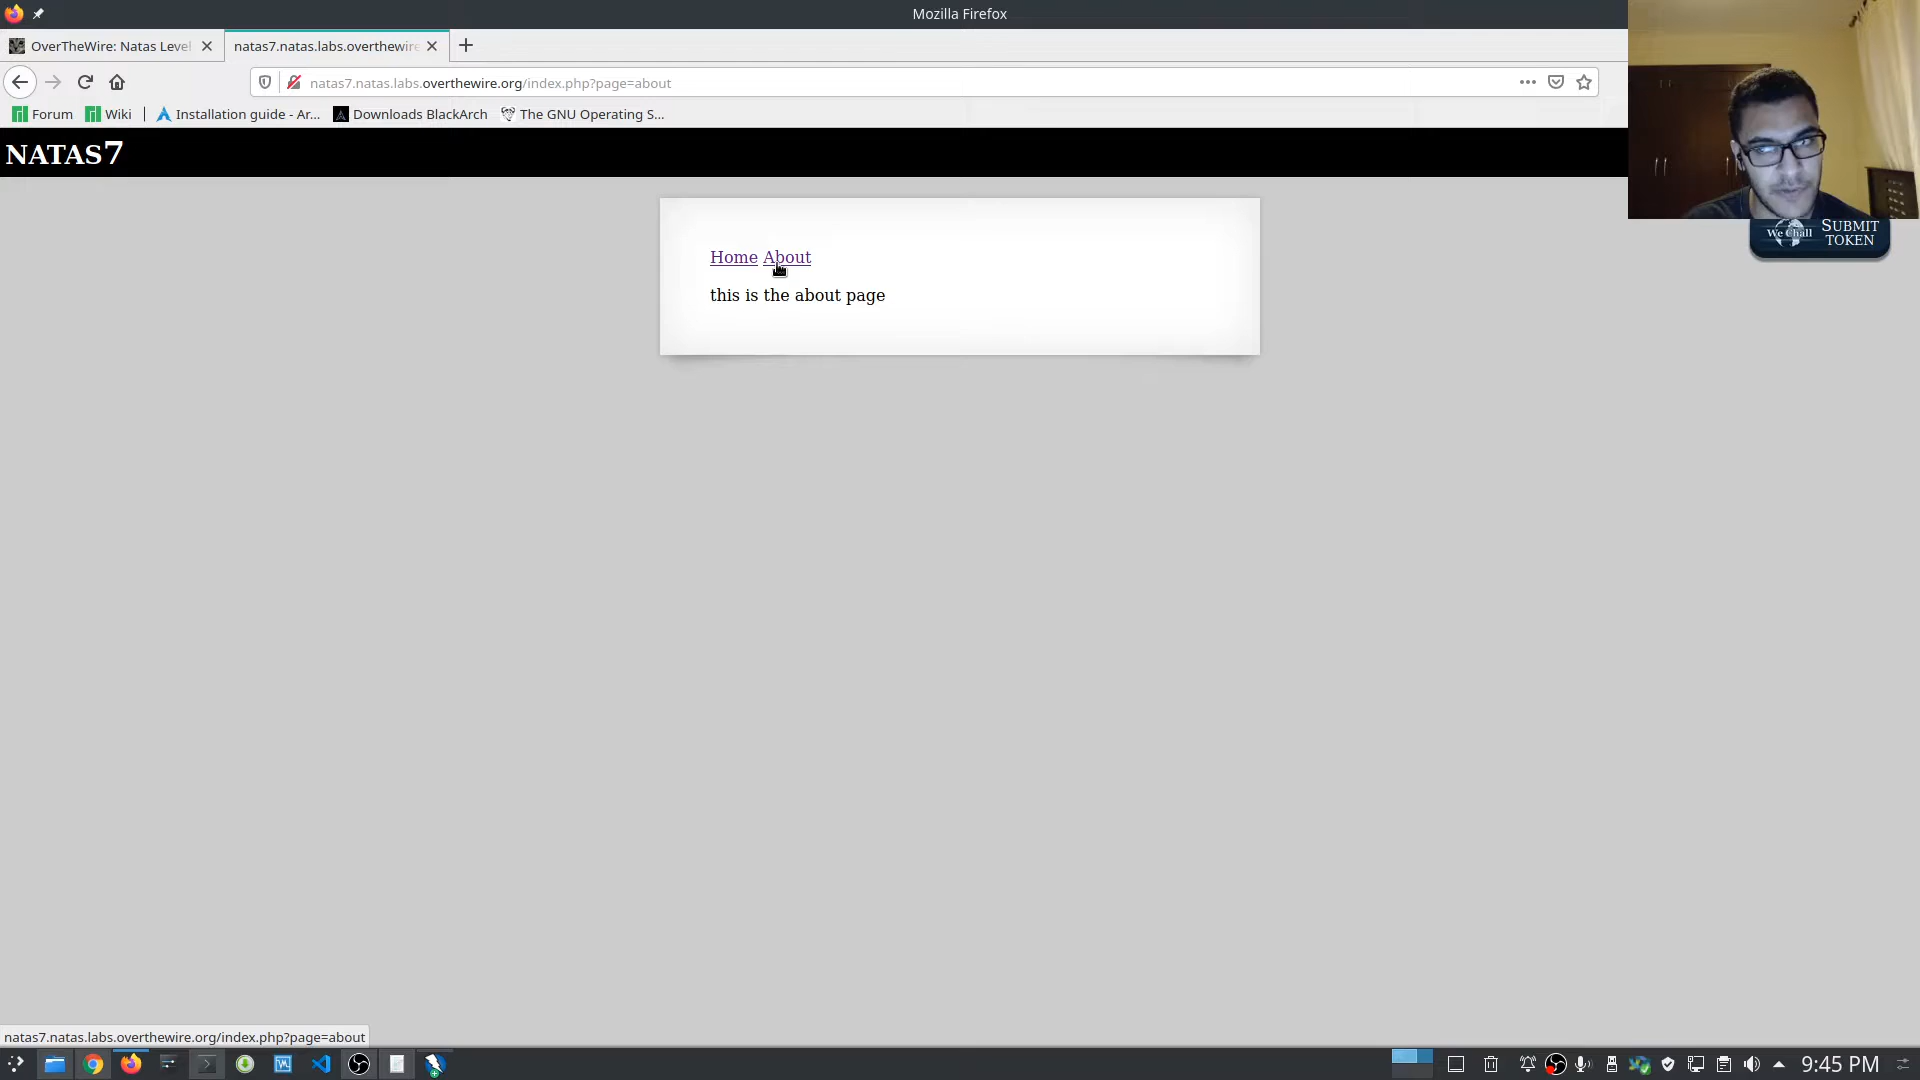 Mozilla Firefox
OverTheWire: Natas Level
natas7.natas.labs.overthewire
natas7.natas.labs.overthewire.org/index.php?page=about
Forum
Wiki
Installation guide - Ar...
Downloads BlackArch
The GNU Operating S...
NATAS7
We Chall
SUBMIT
TOKEN
Home About
this is the about page
natas7.natas.labs.overthewire.org/index.php?page=about
9:45 PM